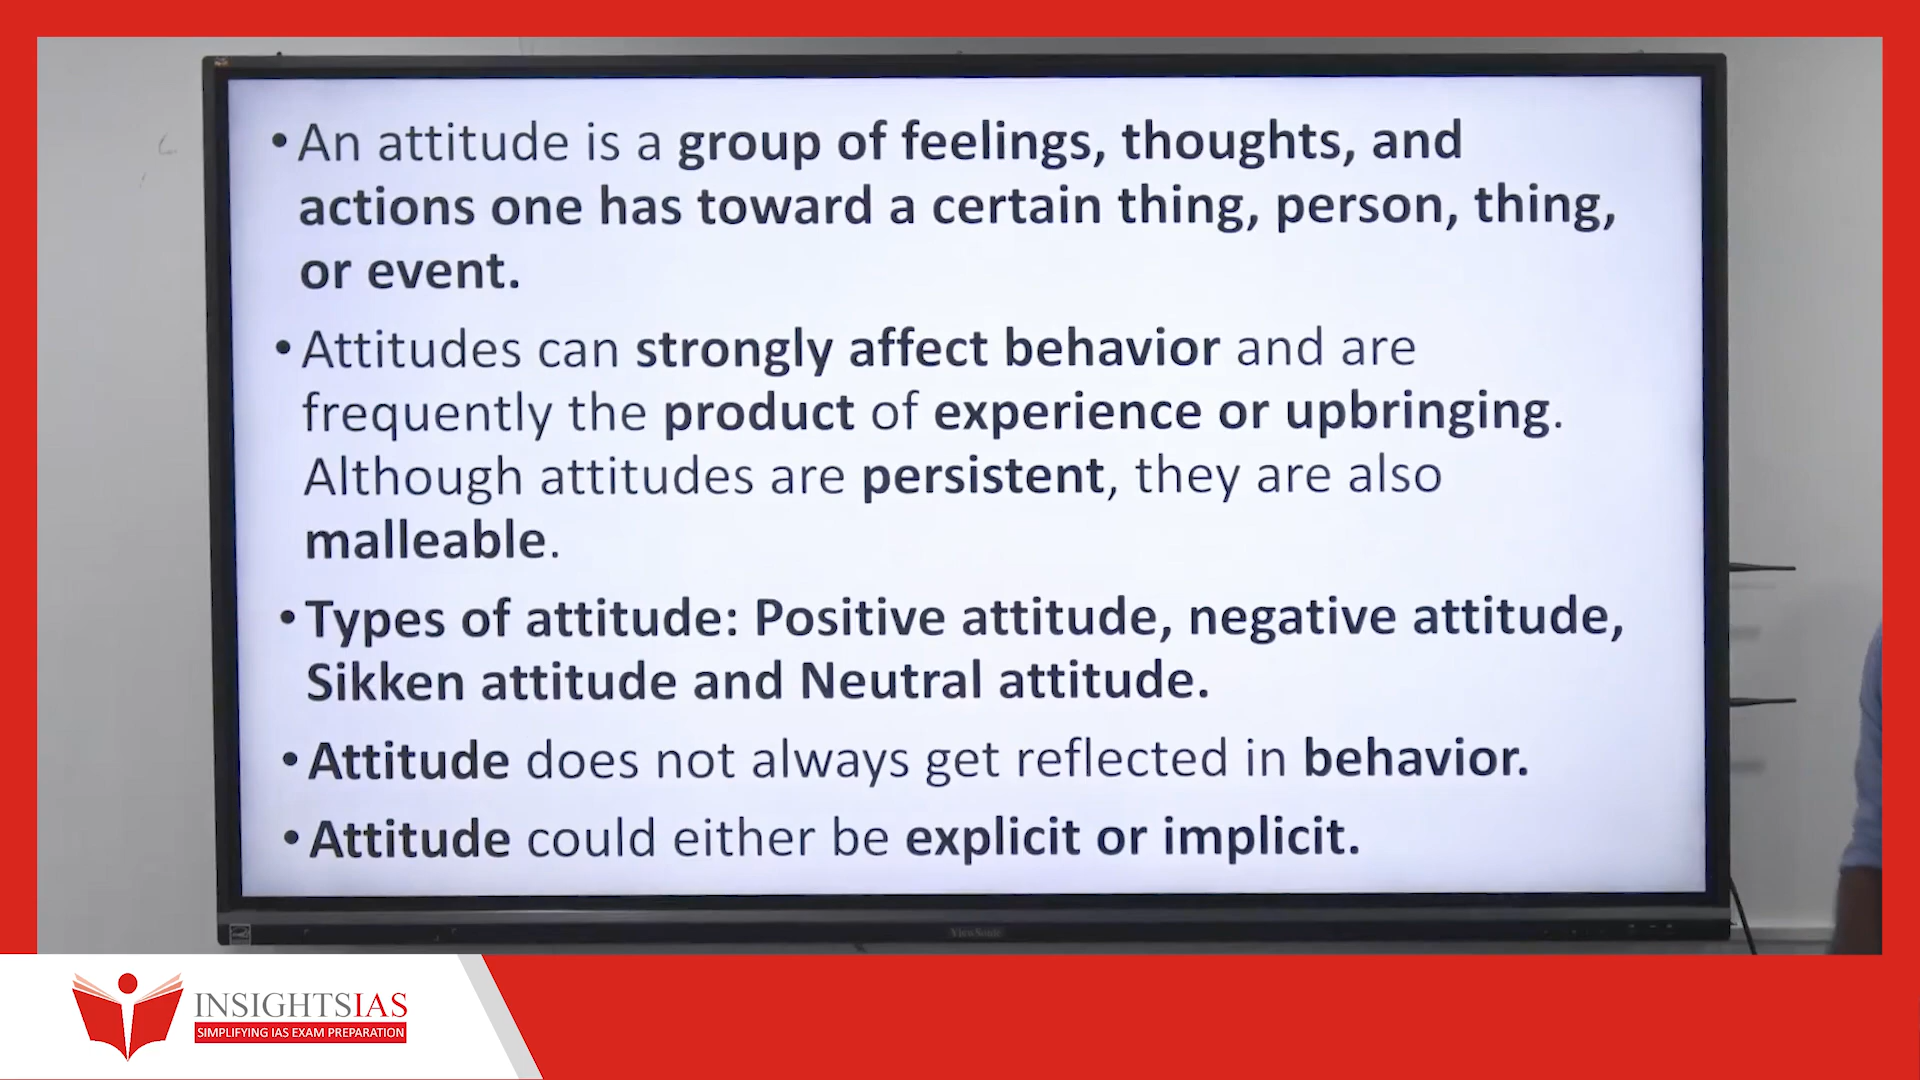 • An attitude is a group of feelings, thoughts, and
actions one has toward a certain thing, person, thing,
or event.
• Attitudes can strongly affect behavior and are
frequently the product of experience or upbringing.
Although attitudes are persistent, they are also
malleable.
• Types of attitude: Positive attitude, negative attitude,
Sikken attitude and Neutral attitude.
• Attitude does not always get reflected in behavior.
• Attitude could either be explicit or implicit.
ViewSonic
INSIGHTSIAS
SIMPLIFYING IAS EXAM PREPARATION